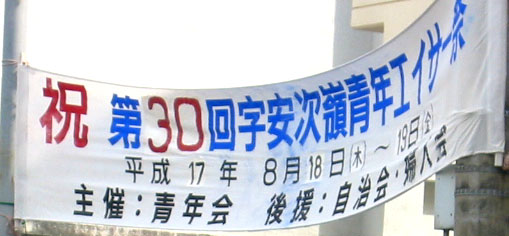 祝 第30回字安次嶺青年エイサー祭
平成17年 8月18日(木)～19日(金)
主催:青年会 後援:自治会・婦人会